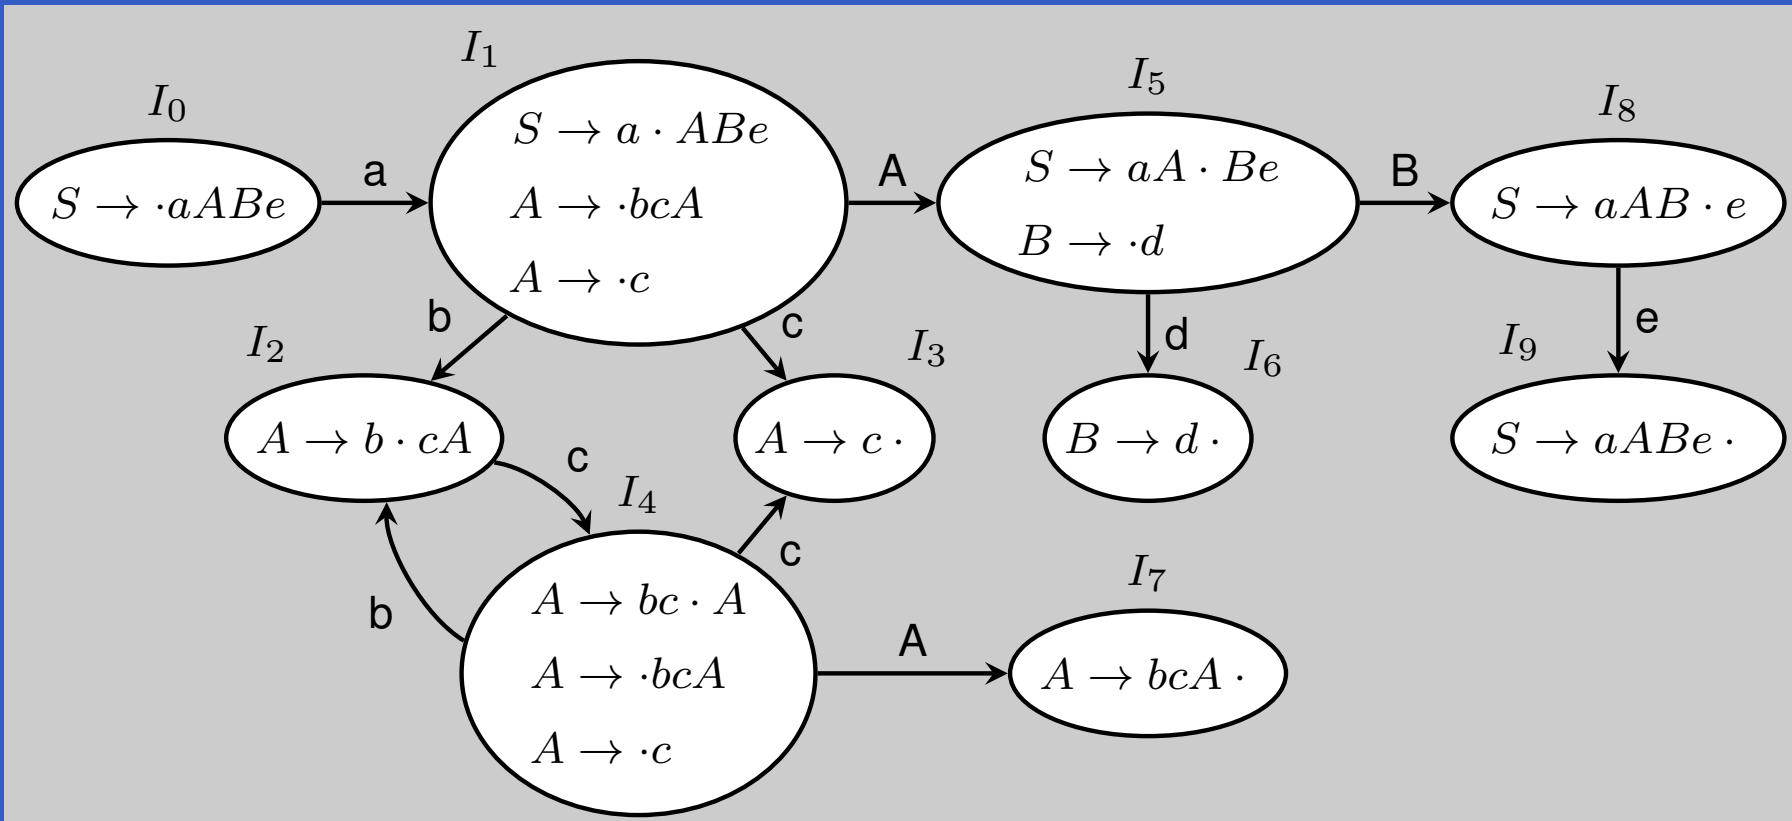 I₀
S → ·aABe
a
I₁
S → a · ABe
A → ·bcA
A → ·c
A
I₅
S → aA · Be
B → ·d
B
I₈
S → aAB · e
b
c
d
e
I₂
A → b · cA
I₃
A → c ·
I₆
B → d ·
I₉
S → aABe ·
c
I₄
A → bc · A
A → ·bcA
A → ·c
b
c
A
I₇
A → bcA ·